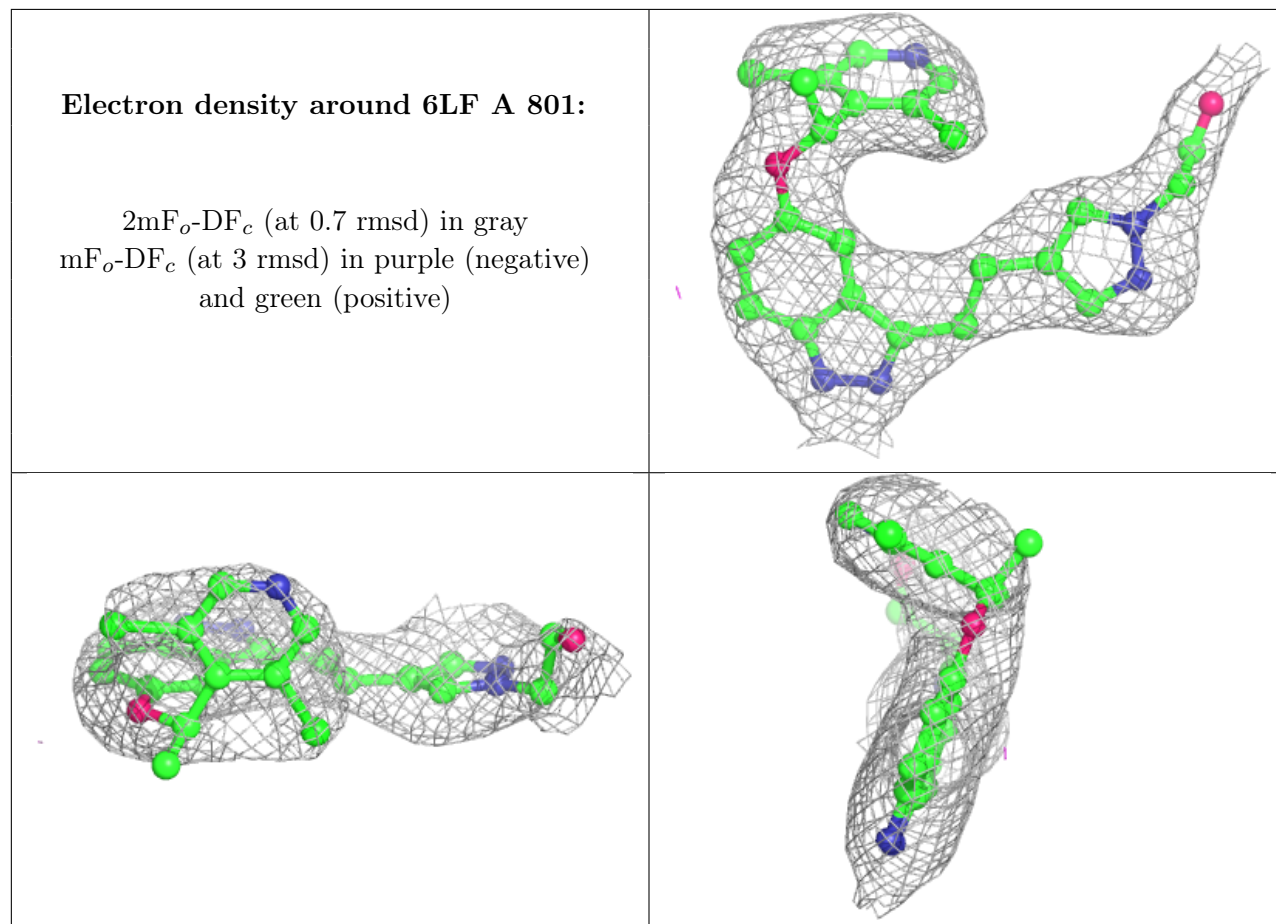 Electron density around 6LF A 801:
2mFₒ-DF𝑐 (at 0.7 rmsd) in gray
mFₒ-DF𝑐 (at 3 rmsd) in purple (negative)
and green (positive)